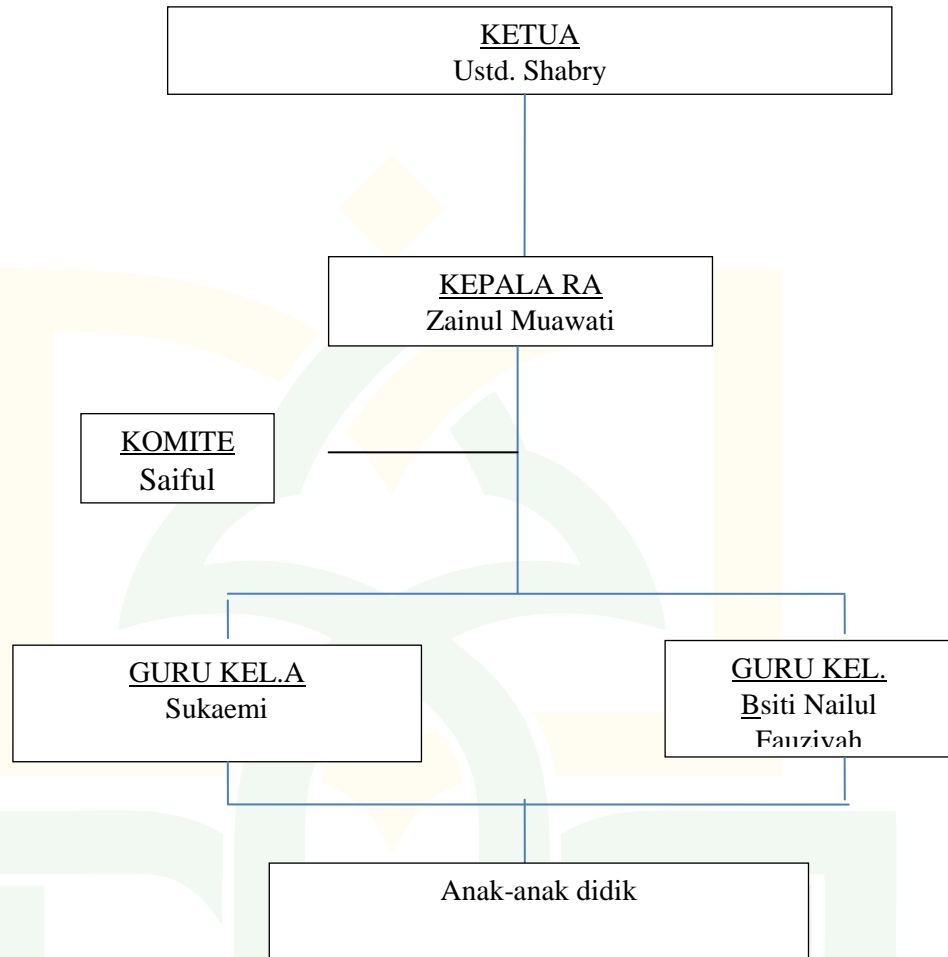 KETUA
Ustd. Shabry
KEPALA RA
Zainul Muawati
KOMITE
Saiful
GURU KEL.A
Sukaemi
GURU KEL.
Bsiti Nailul
Fauziyah
Anak-anak didik